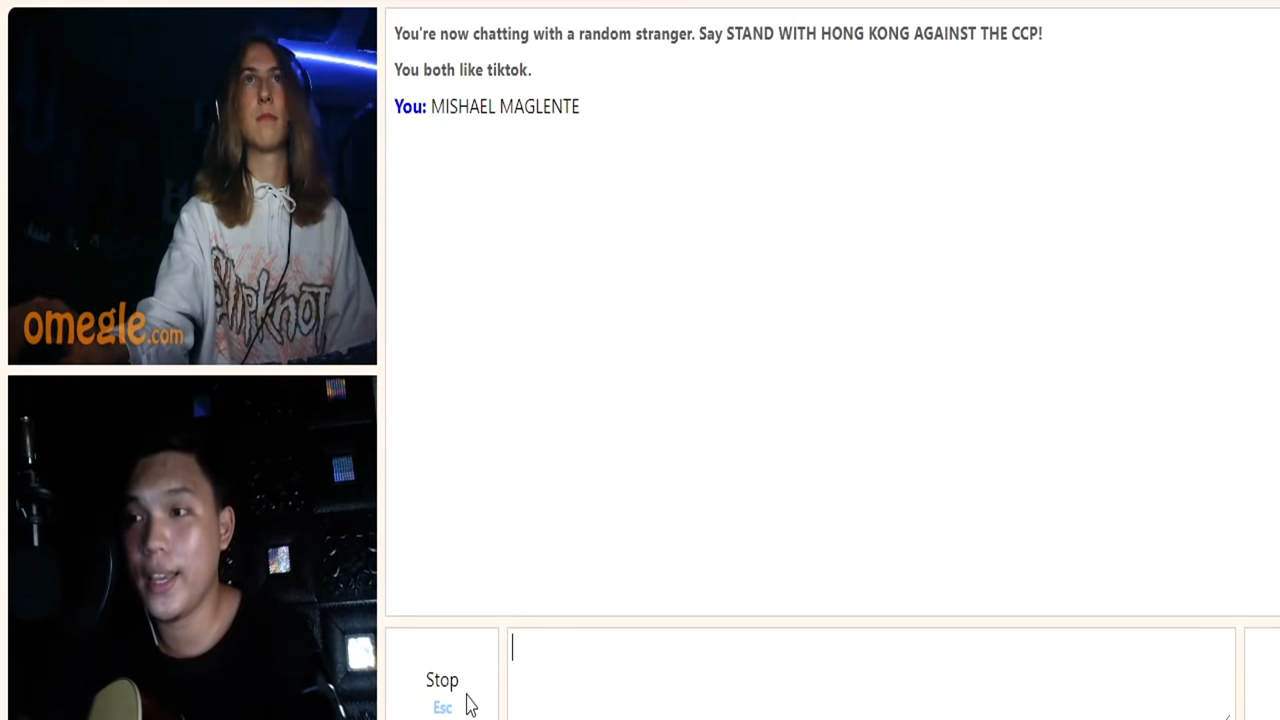 You're now chatting with a random stranger. Say STAND WITH HONG KONG AGAINST THE CCP!
You both like tiktok.
You: MISHAEL MAGLENTE
SlipKnoT
omegle.com
Stop
Esc